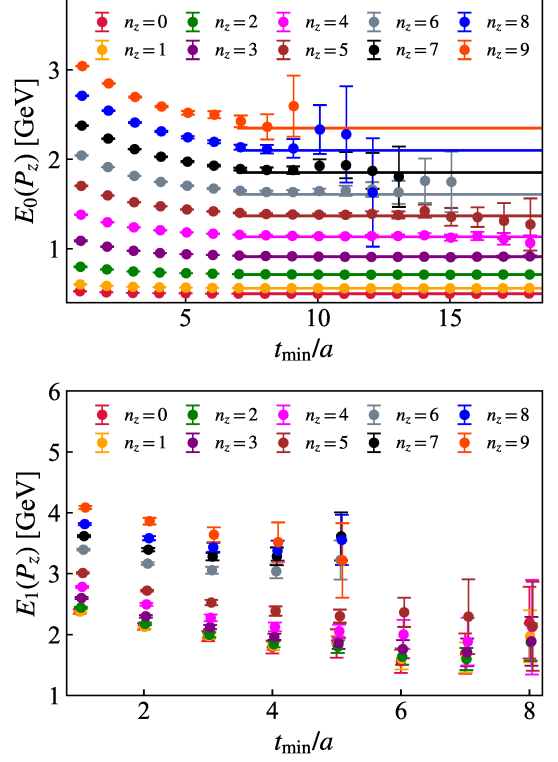 n_z = 0 n_z = 2 n_z = 4 n_z = 6 n_z = 8
n_z = 1 n_z = 3 n_z = 5 n_z = 7 n_z = 9
3
2
1
E_0(P_z) [GeV]
5 10 15
t_min/a
6
5
4
3
2
1
E_1(P_z) [GeV]
n_z = 0 n_z = 2 n_z = 4 n_z = 6 n_z = 8
n_z = 1 n_z = 3 n_z = 5 n_z = 7 n_z = 9
2 4 6 8
t_min/a